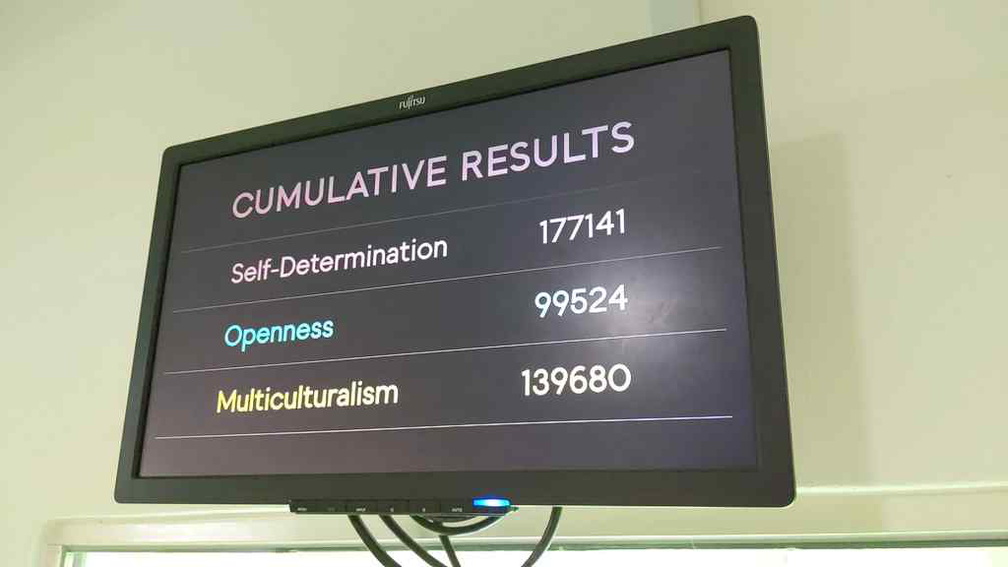 FUJITSU
CUMULATIVE RESULTS
Self-Determination 177141
Openness 99524
Multiculturalism 139680